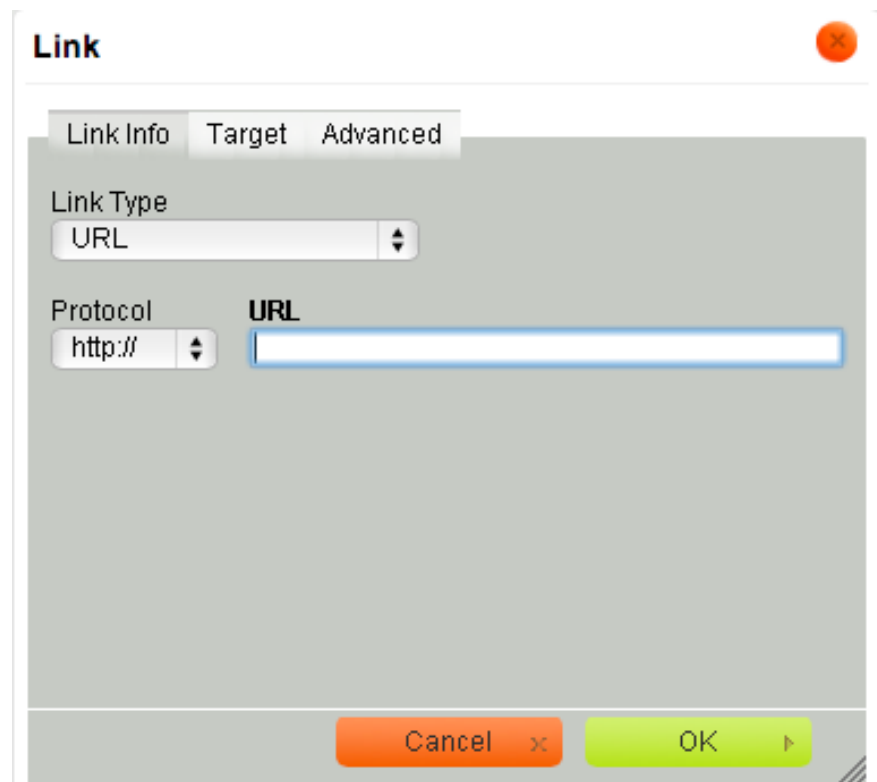 Link
Link Info Target Advanced
Link Type
URL
Protocol URL
http://
Cancel OK